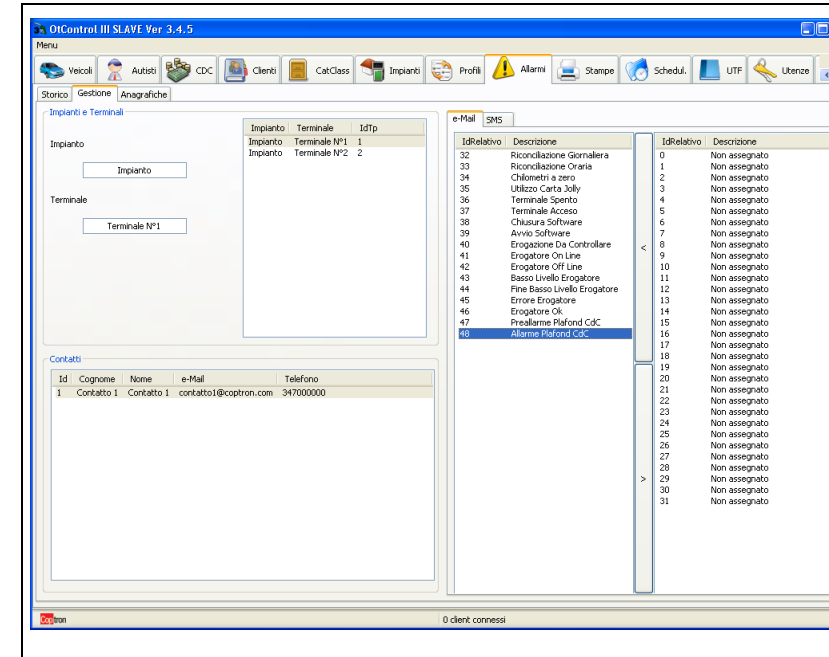 OtControl III SLAVE Ver 3.4.5
Menu
Veicoli Autisti CDC Clienti CatClass Impianti Profili Allarmi Stampe Schedul. UTF Utenze
Storico Gestione Anagrafiche
Impianti e Terminali
Impianto
Impianto
Terminale
Terminale N°1
Impianto Terminale IdTp
Impianto Terminale N°1 1
Impianto Terminale N°2 2
Contatti
Id Cognome Nome e-Mail Telefono
1 Contatto 1 Contatto 1 contatto1@coptron.com 347000000
e-Mail SMS
IdRelativo Descrizione
32 Riconciliazione Giornaliera
33 Riconciliazione Oraria
34 Chilometri a zero
35 Utilizzo Carta Jolly
36 Terminale Spento
37 Terminale Acceso
38 Chiusura Software
39 Avvio Software
40 Erogazione Da Controllare
41 Erogatore On Line
42 Erogatore Off Line
43 Basso Livello Erogatore
44 Fine Basso Livello Erogatore
45 Errore Erogatore
46 Erogatore Ok
47 Preallarme Plafond CdC
48 Allarme Plafond CdC
<
>
IdRelativo Descrizione
0 Non assegnato
1 Non assegnato
2 Non assegnato
3 Non assegnato
4 Non assegnato
5 Non assegnato
6 Non assegnato
7 Non assegnato
8 Non assegnato
9 Non assegnato
10 Non assegnato
11 Non assegnato
12 Non assegnato
13 Non assegnato
14 Non assegnato
15 Non assegnato
16 Non assegnato
17 Non assegnato
18 Non assegnato
19 Non assegnato
20 Non assegnato
21 Non assegnato
22 Non assegnato
23 Non assegnato
24 Non assegnato
25 Non assegnato
26 Non assegnato
27 Non assegnato
28 Non assegnato
29 Non assegnato
30 Non assegnato
31 Non assegnato
Coptron
0 client connessi